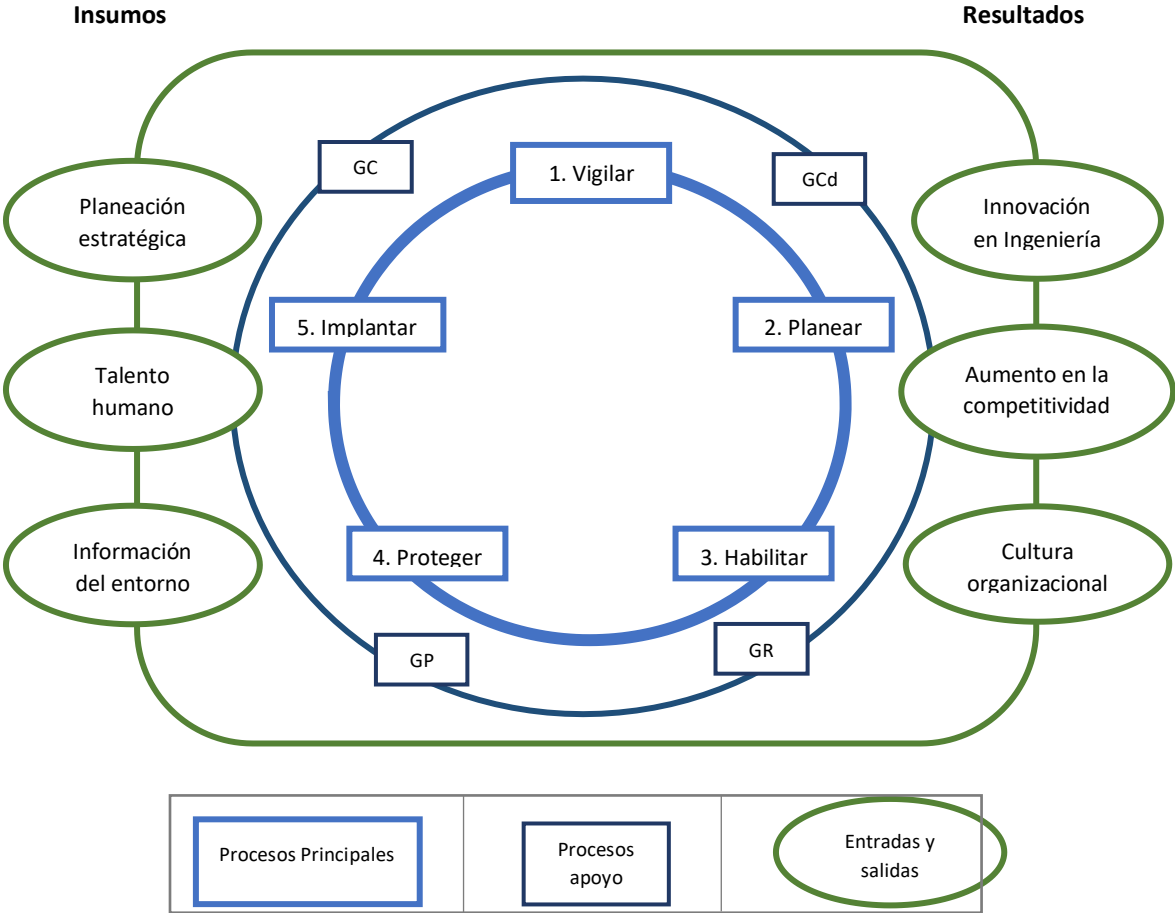 Insumos
Resultados
GC
1. Vigilar
GCd
Planeación
estratégica
Innovación
en Ingeniería
5. Implantar
2. Planear
Talento
humano
Aumento en la
competitividad
Información
del entorno
4. Proteger
3. Habilitar
Cultura
organizacional
GP
GR
Procesos Principales
Procesos
apoyo
Entradas y
salidas